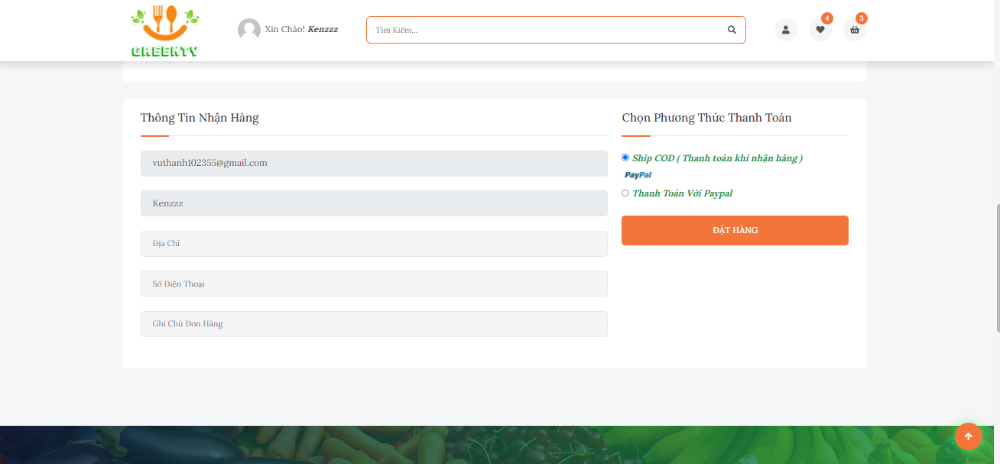 GREENTY
Xin Chào! Kenzzz
Tìm Kiếm...
4
3
Thông Tin Nhận Hàng
vuthanh102355@gmail.com
Kenzzz
Địa Chỉ
Số Điện Thoại
Ghi Chú Đơn Hàng
Chọn Phương Thức Thanh Toán
Ship COD ( Thanh toán khi nhận hàng )
PayPal
Thanh Toán Với Paypal
ĐẶT HÀNG